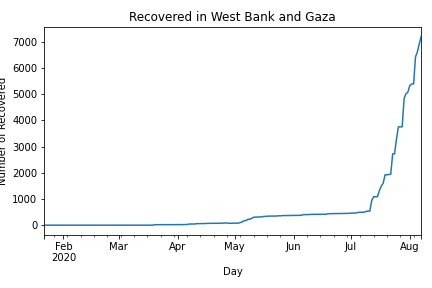 Recovered in West Bank and Gaza
Number of Recovered
7000
6000
5000
4000
3000
2000
1000
0
Feb
2020
Mar
Apr
May
Jun
Jul
Aug
Day